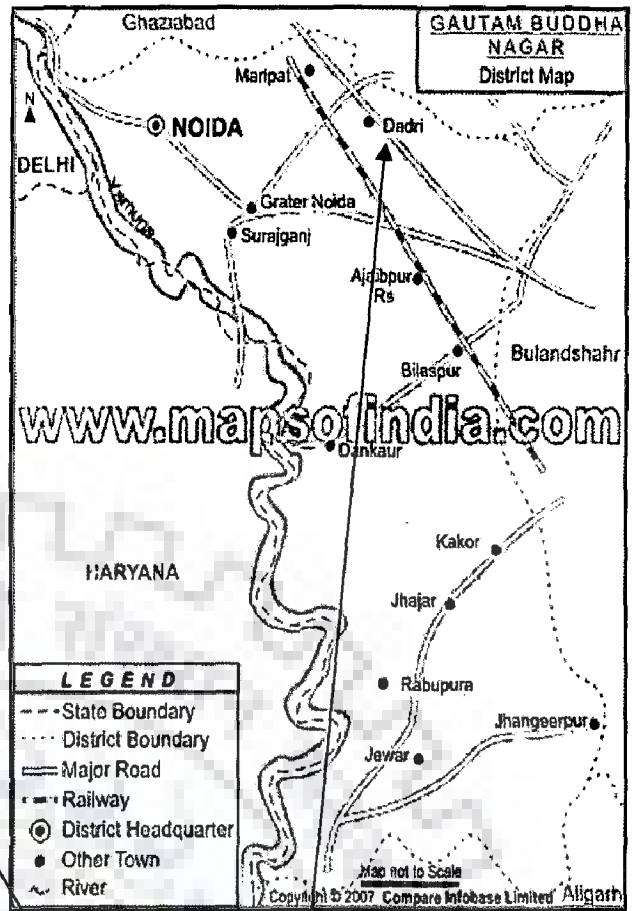 Ghaziabad
GAUTAM BUDDHA
NAGAR
District Map
Maripat
N
NOIDA
Dadri
DELHI
Yamuna
Grater Noida
Surajganj
Ajaibpur
Rs
Bilaspur
Bulandshahr
www.mapsofindia.com
Dankaur
HARYANA
Kakor
Jhajar
LEGEND
State Boundary
District Boundary
Major Road
Railway
District Headquarter
Other Town
River
Rabupura
Jhangeerpur
Jewar
Map not to Scale
Copyright © 2007 Compare Infobase Limited
Aligarh